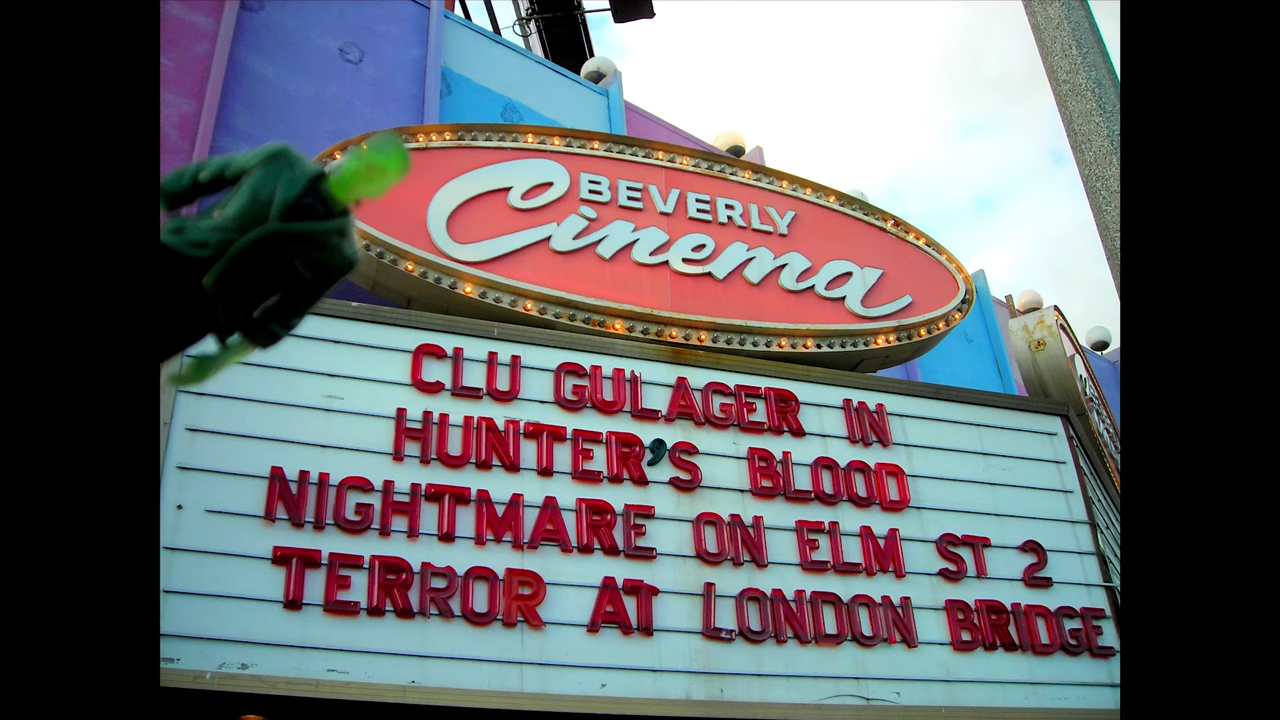 BEVERLY
Cinema
CLU GULAGER IN
HUNTER'S BLOOD
NIGHTMARE ON ELM ST 2
TERROR AT LONDON BRIDGE